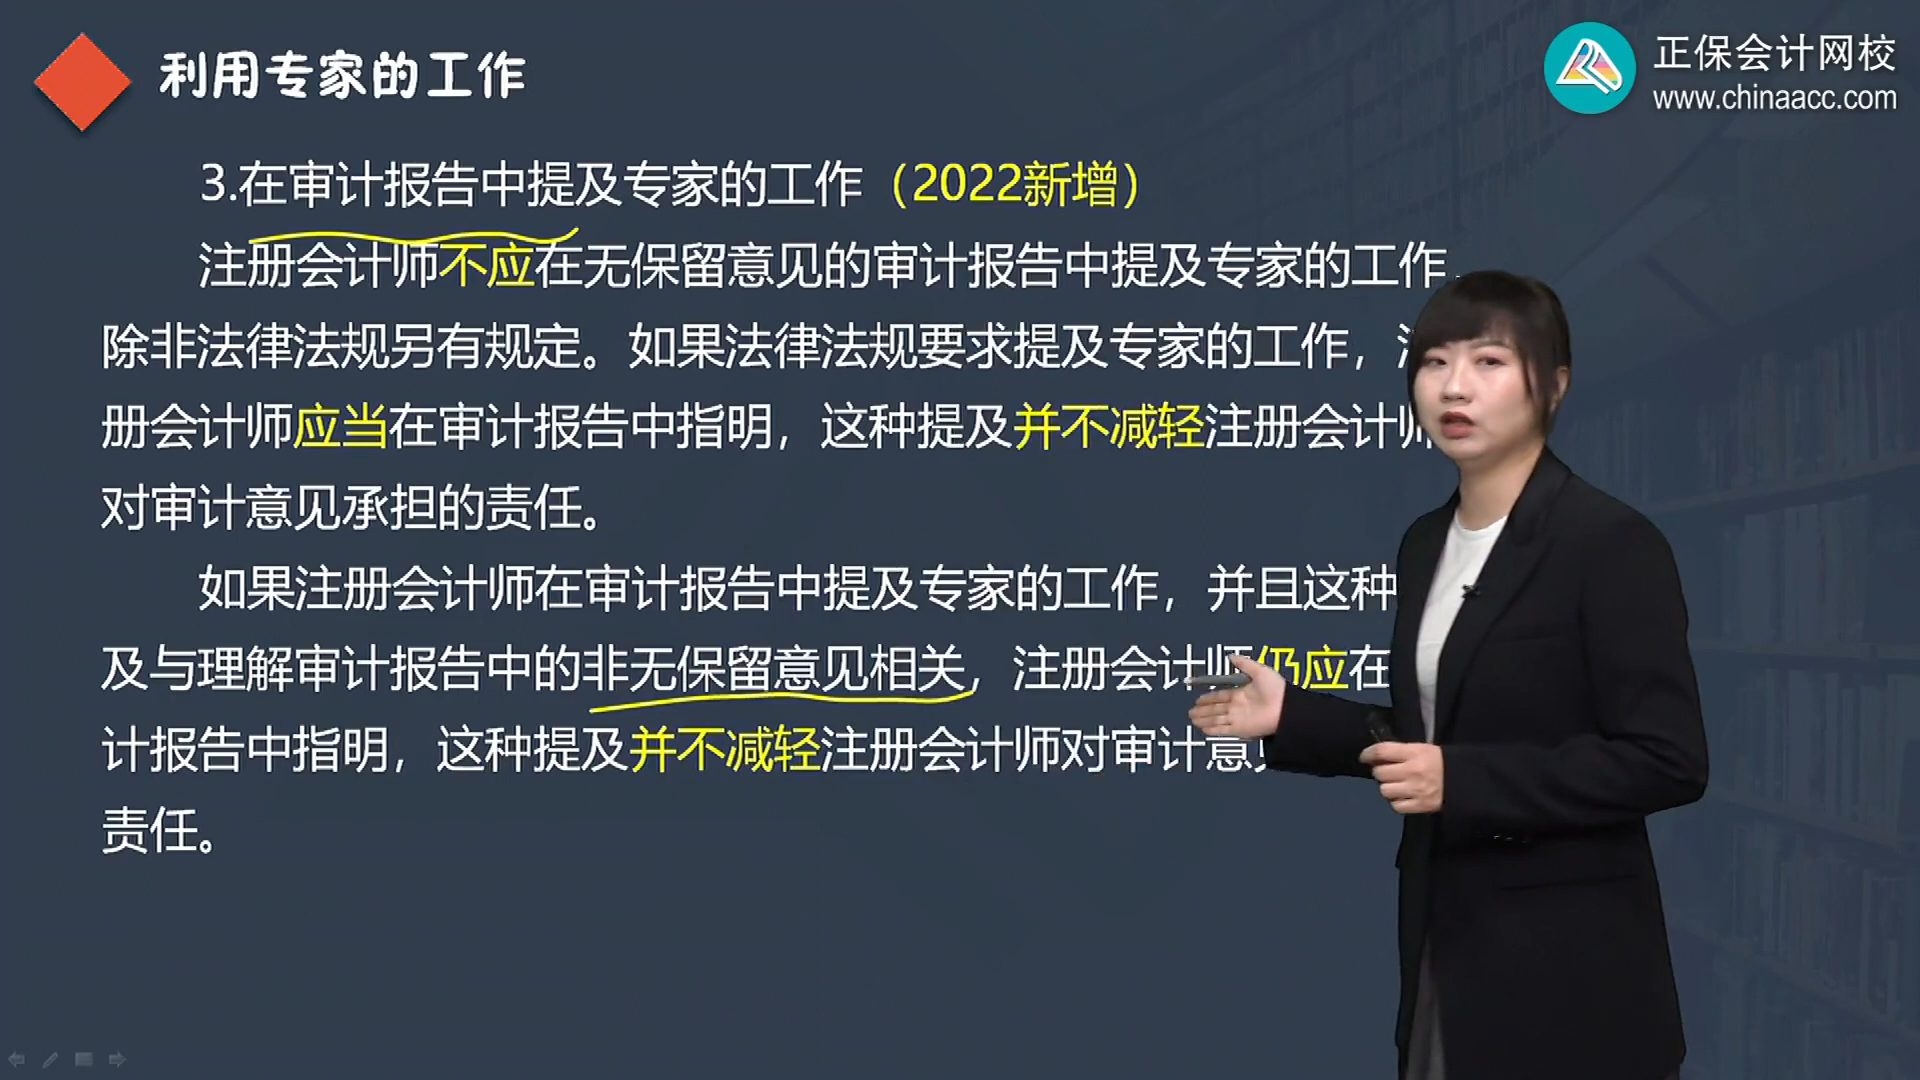 利用专家的工作
正保会计网校
www.chinaacc.com
3.在审计报告中提及专家的工作（2022新增）
注册会计师不应在无保留意见的审计报告中提及专家的工作
除非法律法规另有规定。如果法律法规要求提及专家的工作，
册会计师应当在审计报告中指明，这种提及并不减轻注册会计师
对审计意见承担的责任。
如果注册会计师在审计报告中提及专家的工作，并且这种
及与理解审计报告中的非无保留意见相关，注册会计师仍应在
计报告中指明，这种提及并不减轻注册会计师对审计意
责任。